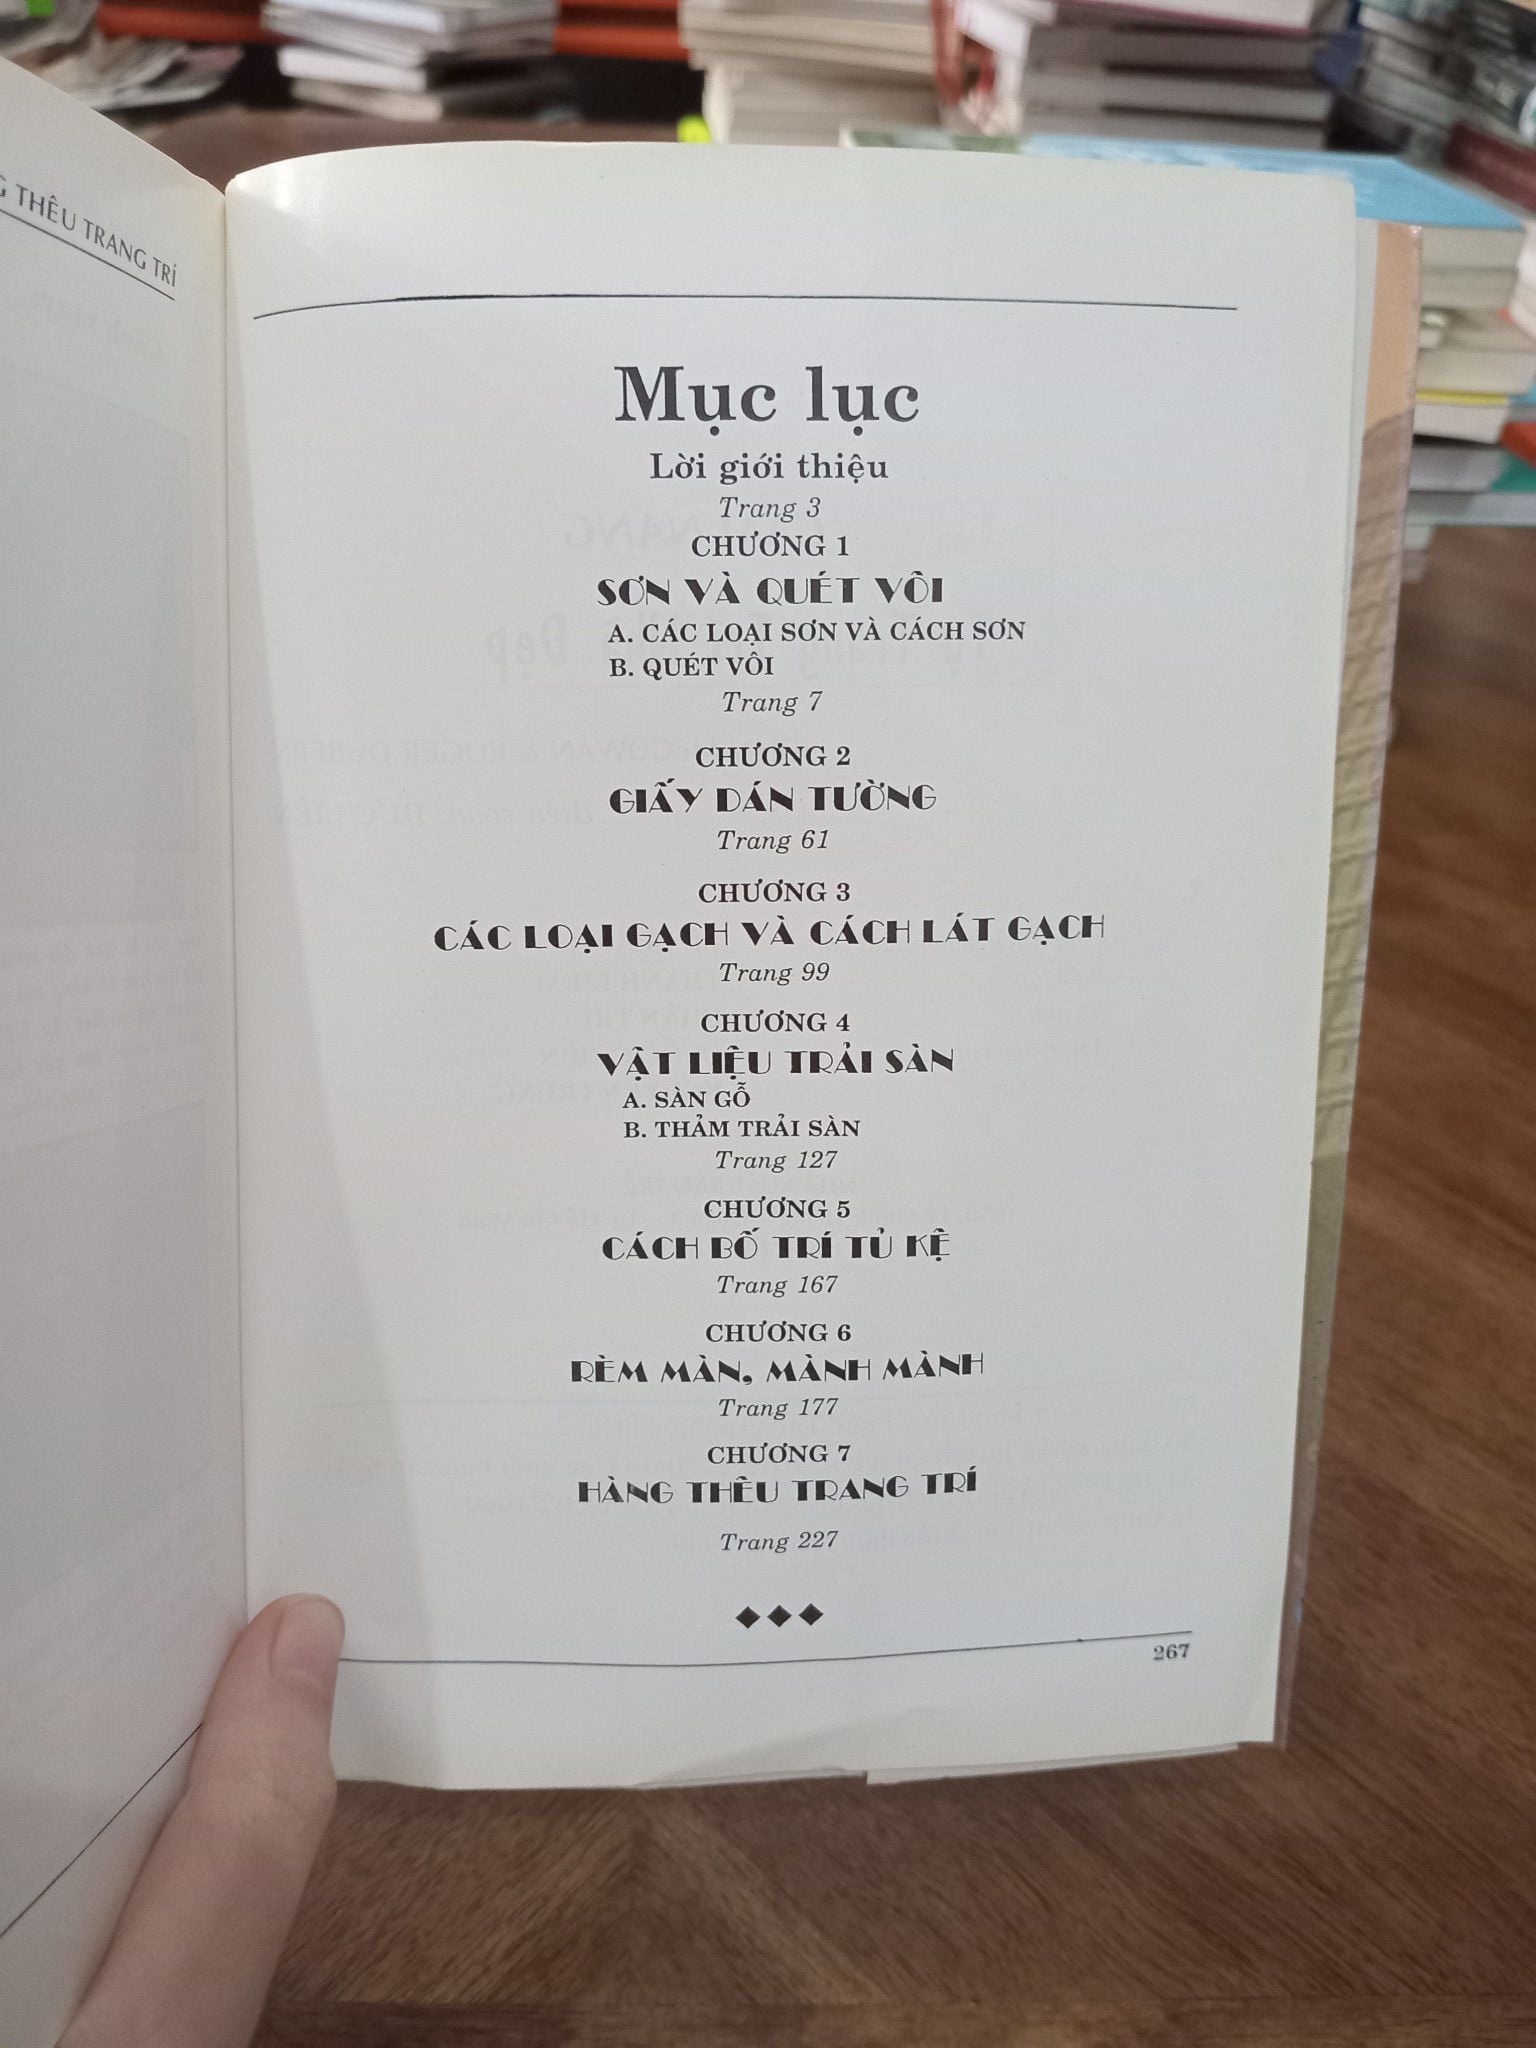 THÊU TRANG TRÍ
Mục lục
Lời giới thiệu
Trang 3
CHƯƠNG 1
SƠN VÀ QUÉT VÔI
A. CÁC LOẠI SƠN VÀ CÁCH SƠN
B. QUÉT VÔI
Trang 7
CHƯƠNG 2
GIẤY DÁN TƯỜNG
Trang 61
CHƯƠNG 3
CÁC LOẠI GẠCH VÀ CÁCH LÁT GẠCH
Trang 99
CHƯƠNG 4
VẬT LIỆU TRẢI SÀN
A. SÀN GỖ
B. THẢM TRẢI SÀN
Trang 127
CHƯƠNG 5
CÁCH BỐ TRÍ TỦ KỆ
Trang 167
CHƯƠNG 6
RÈM MÀN, MÀNH MÀNH
Trang 177
CHƯƠNG 7
HÀNG THÊU TRANG TRÍ
Trang 227
267